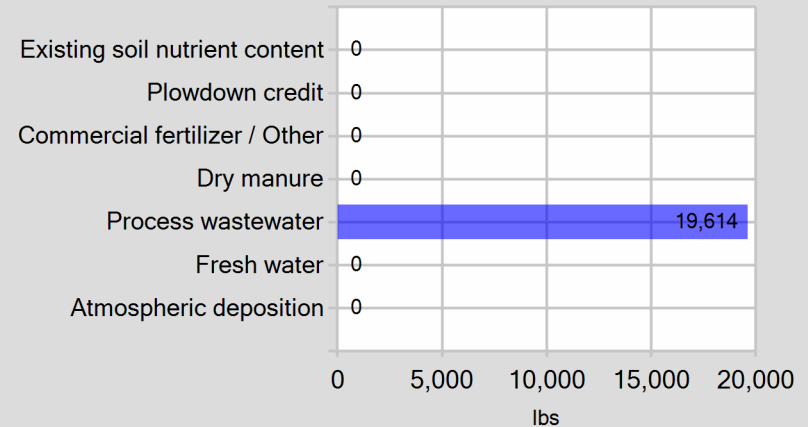 Existing soil nutrient content 0
Plowdown credit 0
Commercial fertilizer / Other 0
Dry manure 0
Process wastewater 19,614
Fresh water 0
Atmospheric deposition 0
0 5,000 10,000 15,000 20,000
lbs